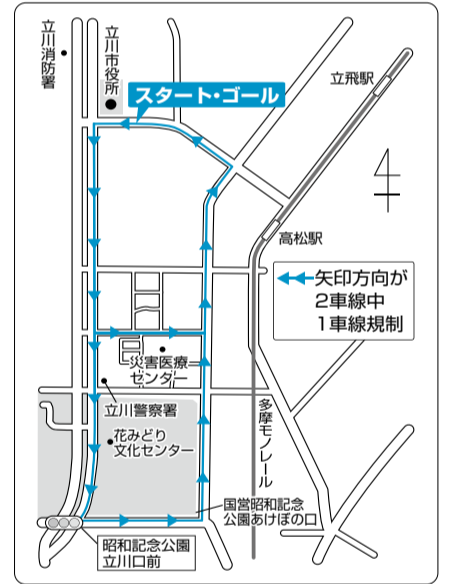 立川消防署
立川市役所
スタート・ゴール
立飛駅
高松駅
矢印方向が
2車線中
1車線規制
災害医療
センター
立川警察署
花みどり
文化センター
多摩モノレール
国営昭和記念
公園あけぼの口
昭和記念公園
立川口前